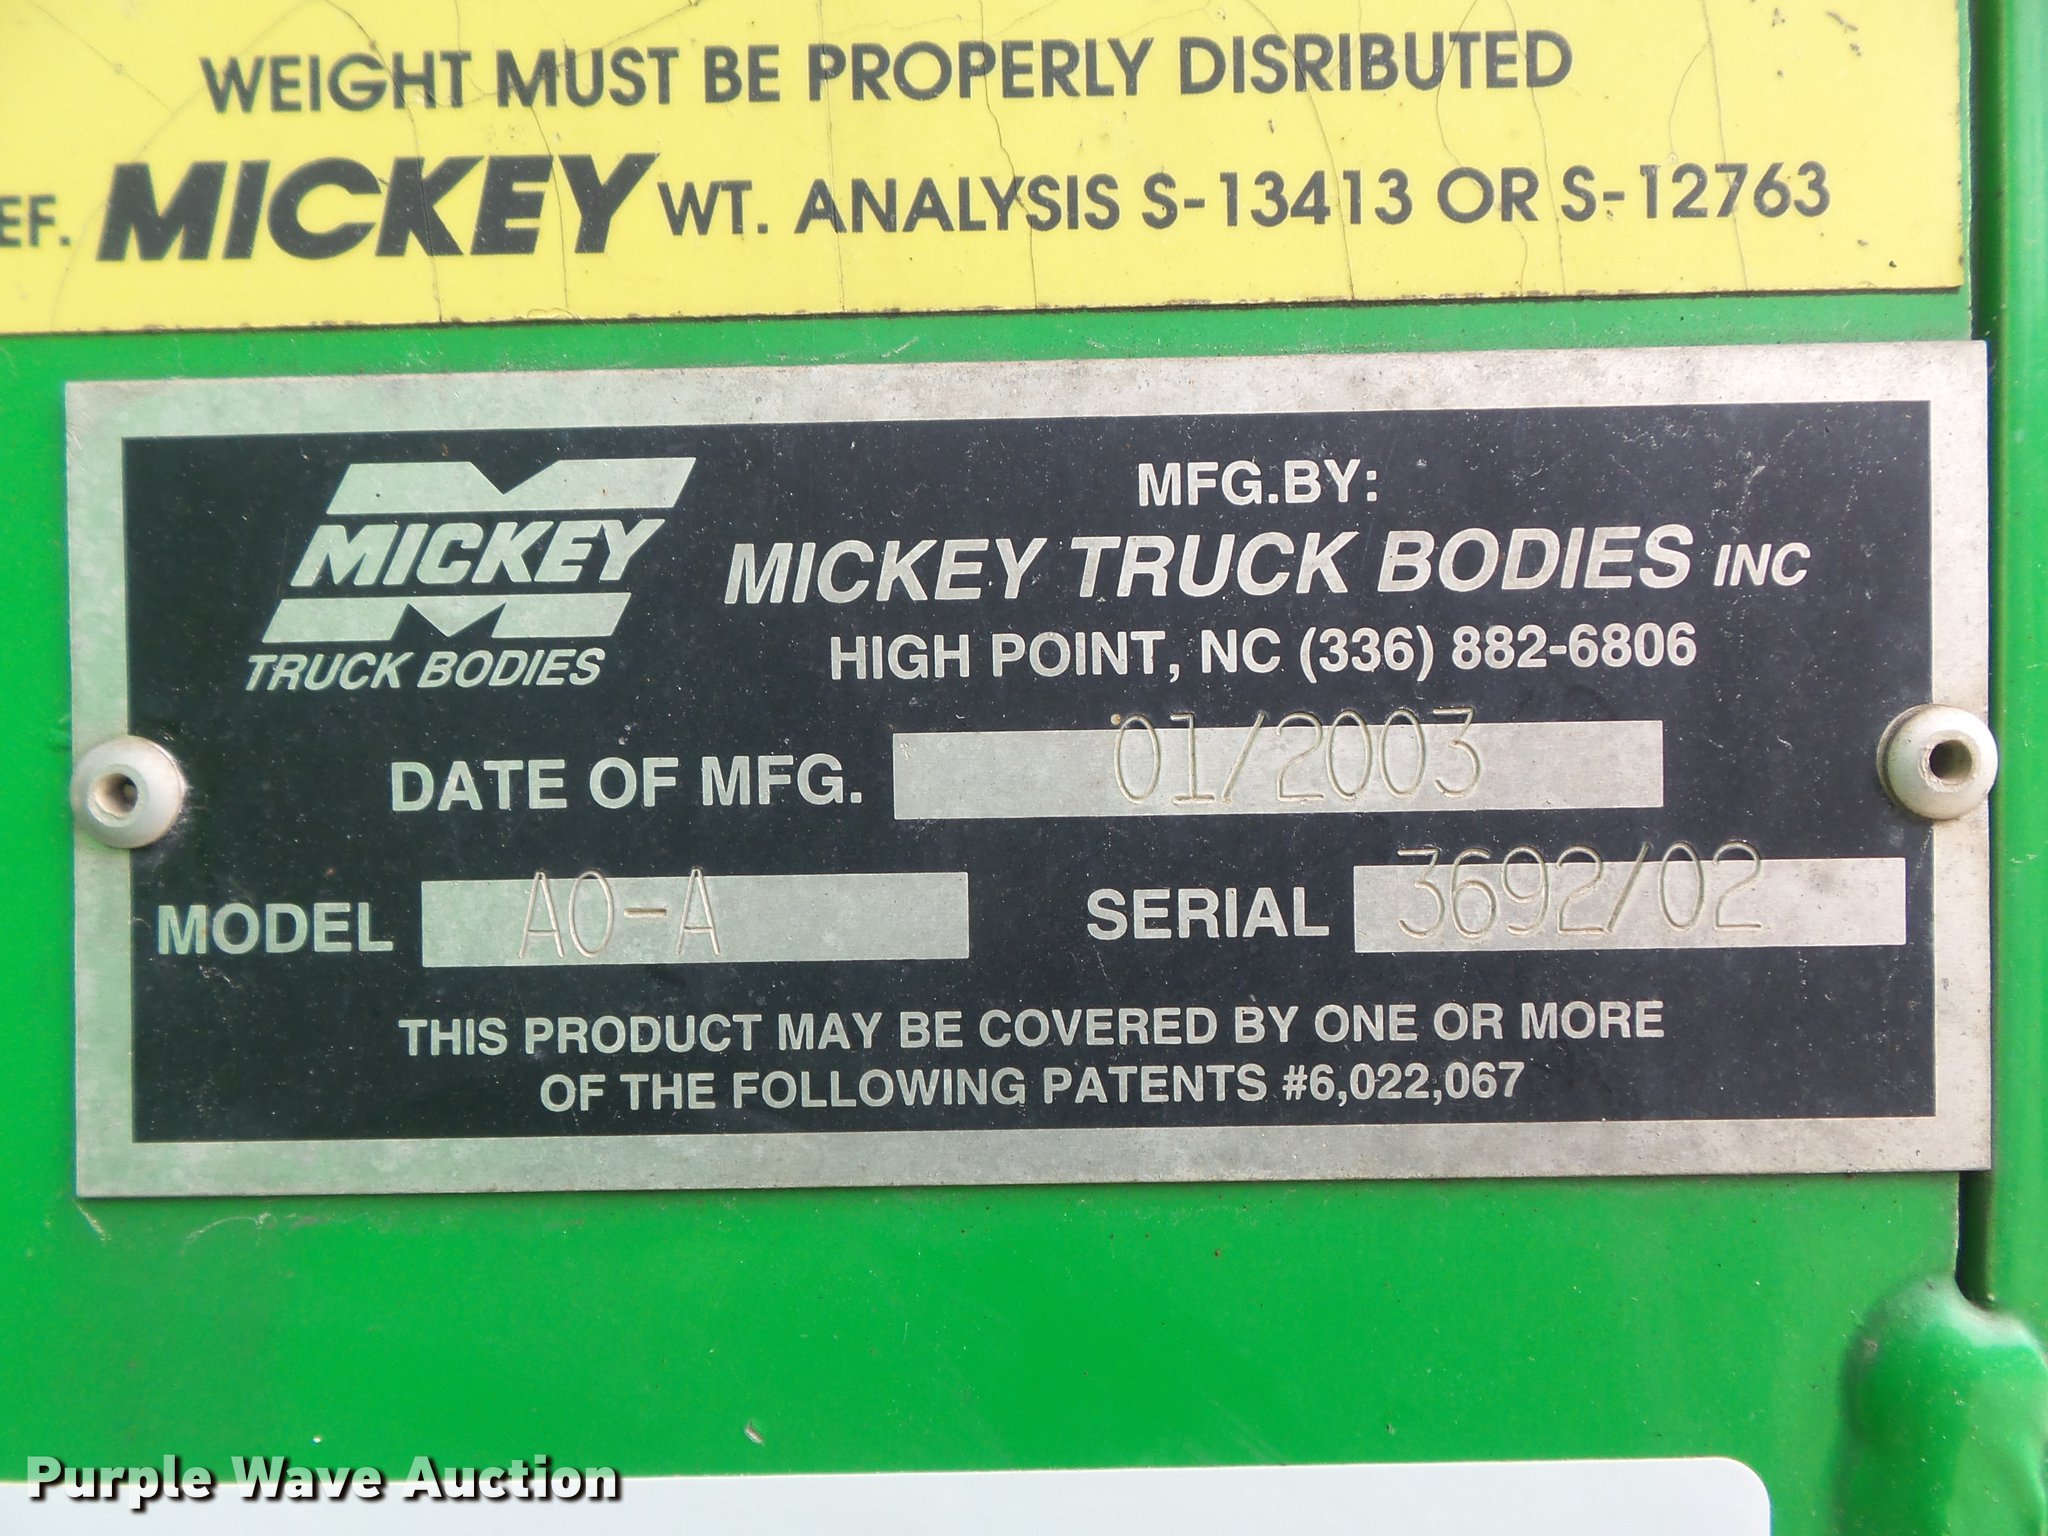 WEIGHT MUST BE PROPERLY DISRIBUTED
EF. MICKEY WT. ANALYSIS S-13413 OR S-12763
MICKEY
TRUCK BODIES
MFG.BY:
MICKEY TRUCK BODIES INC
HIGH POINT, NC (336) 882-6806
DATE OF MFG. 01/2003
MODEL AO-A SERIAL 3692/02
THIS PRODUCT MAY BE COVERED BY ONE OR MORE
OF THE FOLLOWING PATENTS #6,022,067
Purple Wave Auction